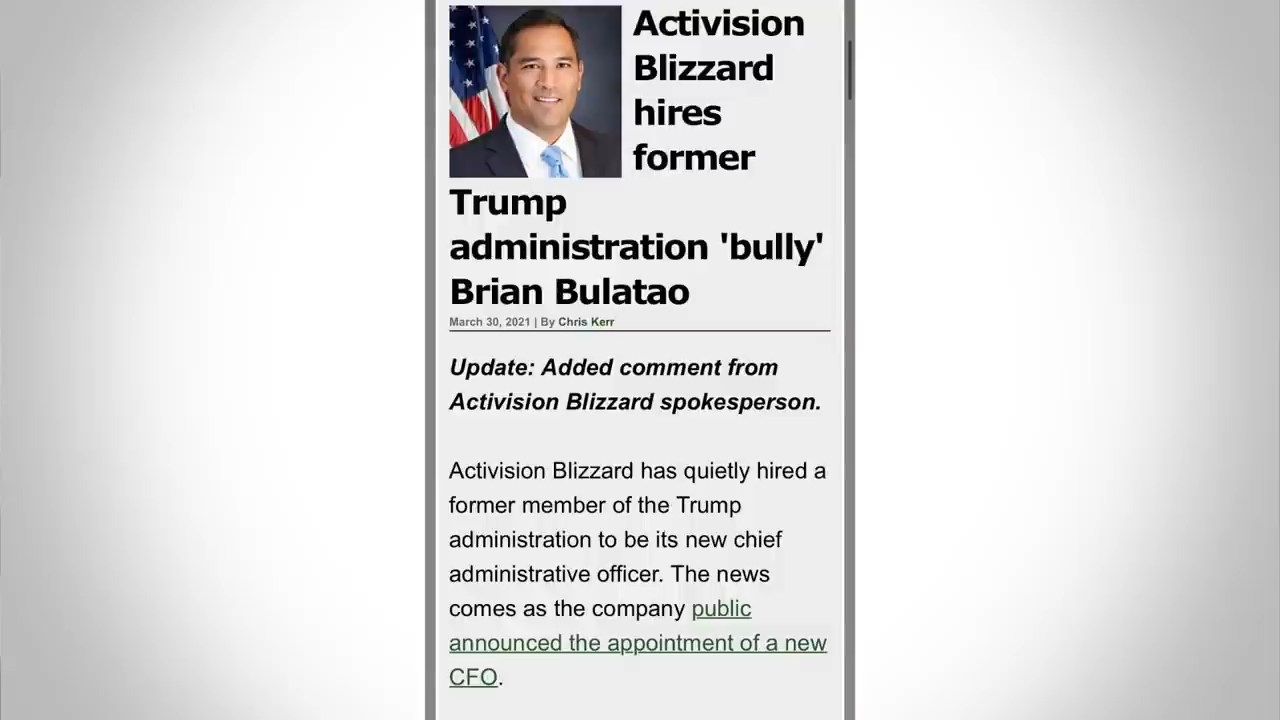 Activision
Blizzard
hires
former
Trump
administration 'bully'
Brian Bulatao
March 30, 2021 | By Chris Kerr
Update: Added comment from
Activision Blizzard spokesperson.
Activision Blizzard has quietly hired a
former member of the Trump
administration to be its new chief
administrative officer. The news
comes as the company public
announced the appointment of a new
CFO.